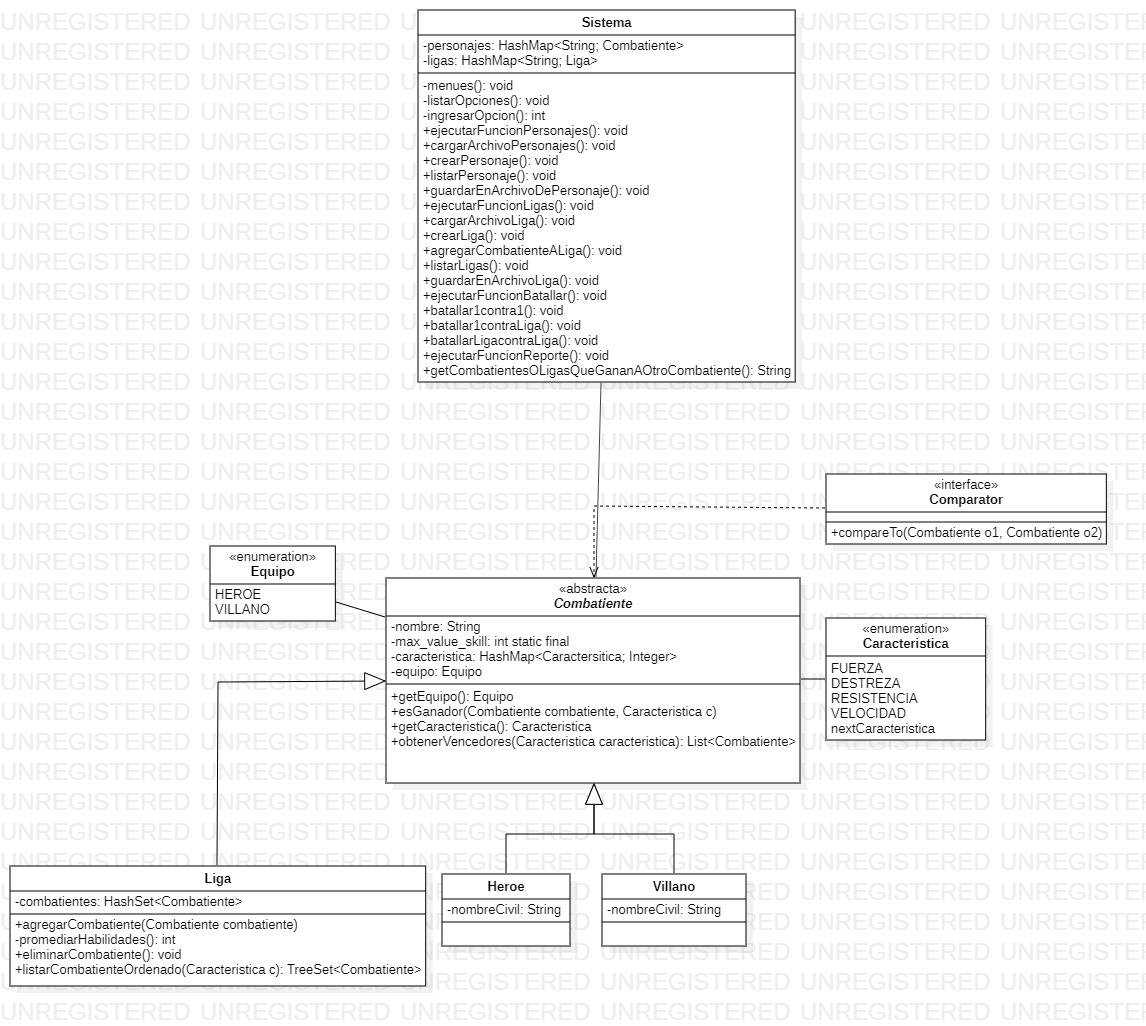 Sistema
-personajes: HashMap<String; Combatiente>
-ligas: HashMap<String; Liga>
-menues(): void
-listarOpciones(): void
-ingresarOpcion(): int
+ejecutarFuncionPersonajes(): void
+cargarArchivoPersonajes(): void
+crearPersonaje(): void
+listarPersonaje(): void
+guardarEnArchivoDePersonaje(): void
+ejecutarFuncionLigas(): void
+cargarArchivoLiga(): void
+crearLiga(): void
+agregarCombatienteALiga(): void
+listarLigas(): void
+guardarEnArchivoLiga(): void
+ejecutarFuncionBatallar(): void
+batallar1contra1(): void
+batallar1contraLiga(): void
+batallarLigacontraLiga(): void
+ejecutarFuncionReporte(): void
+getCombatientesOLigasQueGananAOtroCombatiente(): String
«interface»
Comparator
+compareTo(Combatiente o1, Combatiente o2)
«enumeration»
Equipo
HEROE
VILLANO
«abstracta»
Combatiente
-nombre: String
-max_value_skill: int static final
-caracteristica: HashMap<Caractersitica; Integer>
-equipo: Equipo
+getEquipo(): Equipo
+esGanador(Combatiente combatiente, Caracteristica c)
+getCaracteristica(): Caracteristica
+obtenerVencedores(Caracteristica caracteristica): List<Combatiente>
«enumeration»
Caracteristica
FUERZA
DESTREZA
RESISTENCIA
VELOCIDAD
nextCaracteristica
Liga
-combatientes: HashSet<Combatiente>
+agregarCombatiente(Combatiente combatiente)
-promediarHabilidades(): int
+eliminarCombatiente(): void
+listarCombatienteOrdenado(Caracteristica c): TreeSet<Combatiente>
Heroe
-nombreCivil: String
Villano
-nombreCivil: String
UNREGISTERED